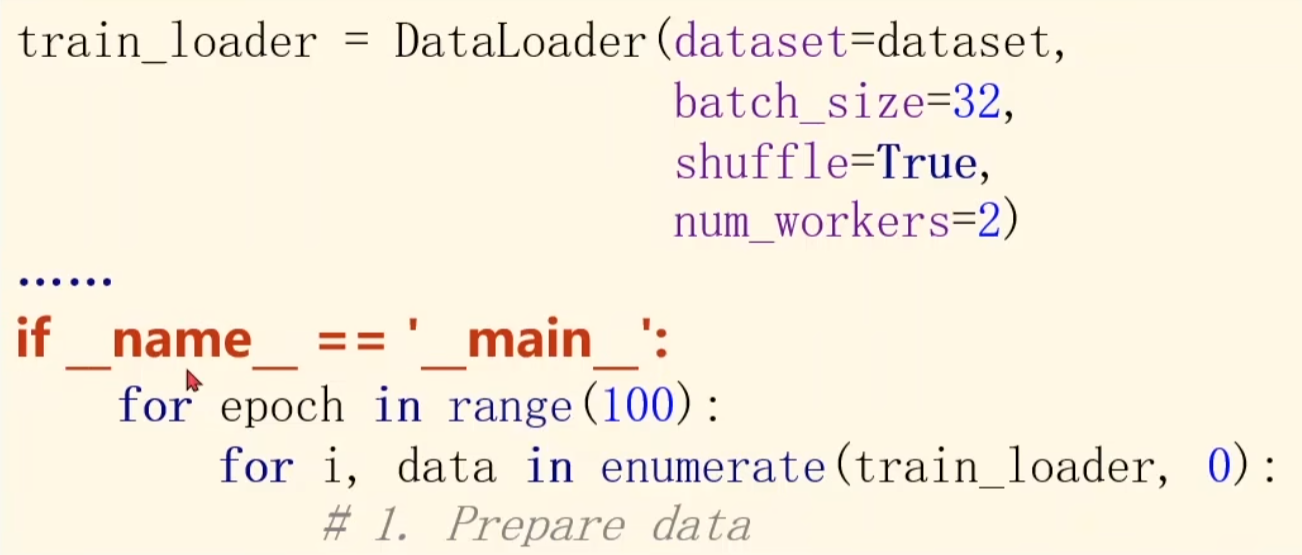 train_loader = DataLoader(dataset=dataset,
batch_size=32,
shuffle=True,
num_workers=2)
……
if __name__ == '__main__':
for epoch in range(100):
for i, data in enumerate(train_loader, 0):
# 1. Prepare data